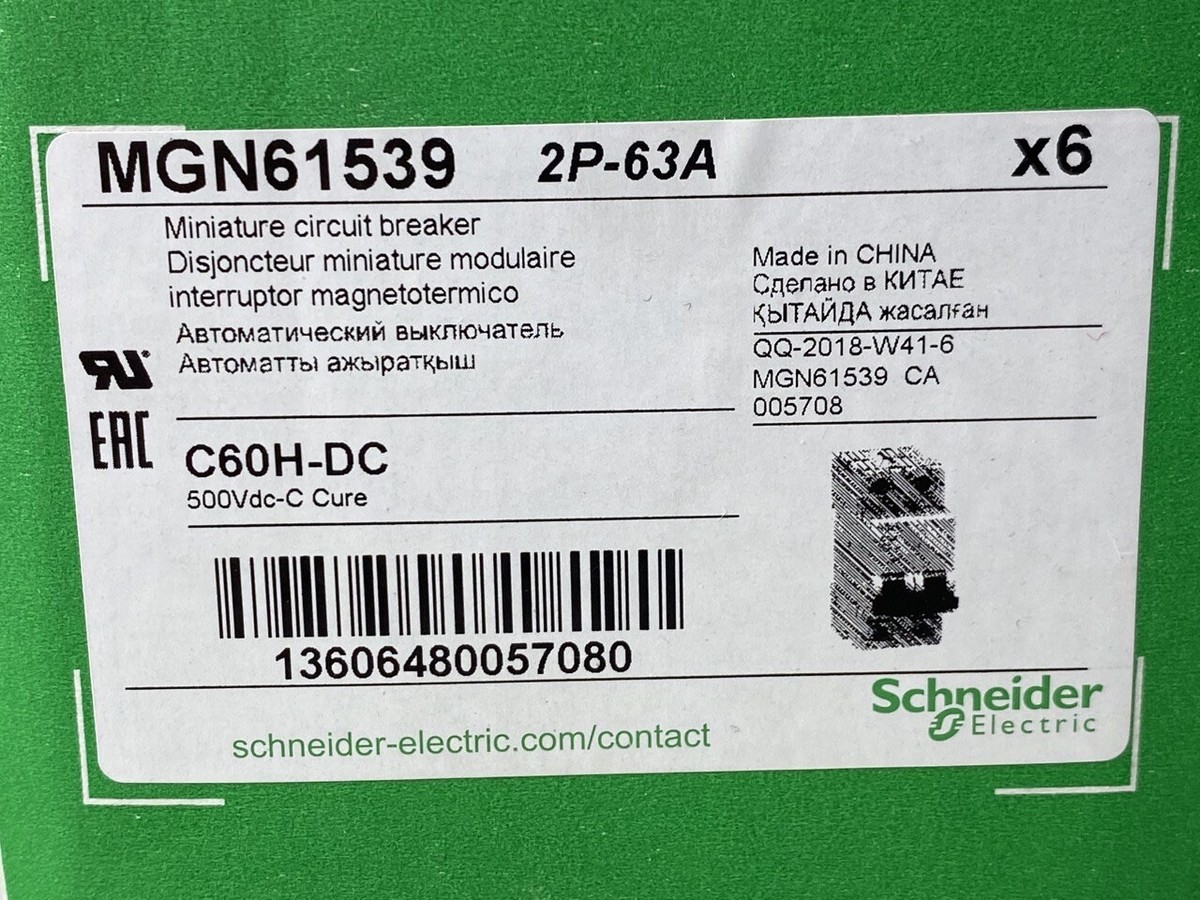 MGN61539 2P-63A x6
Miniature circuit breaker
Disjoncteur miniature modulaire
interruptor magnetotermico
Автоматический выключатель
Автоматты ажыратқыш
Made in CHINA
Сделано в КИТАЕ
ҚЫТАЙДА жасалған
QQ-2018-W41-6
MGN61539 CA
005708
EAC
C60H-DC
500Vdc-C Cure
13606480057080
schneider-electric.com/contact
Schneider
Electric